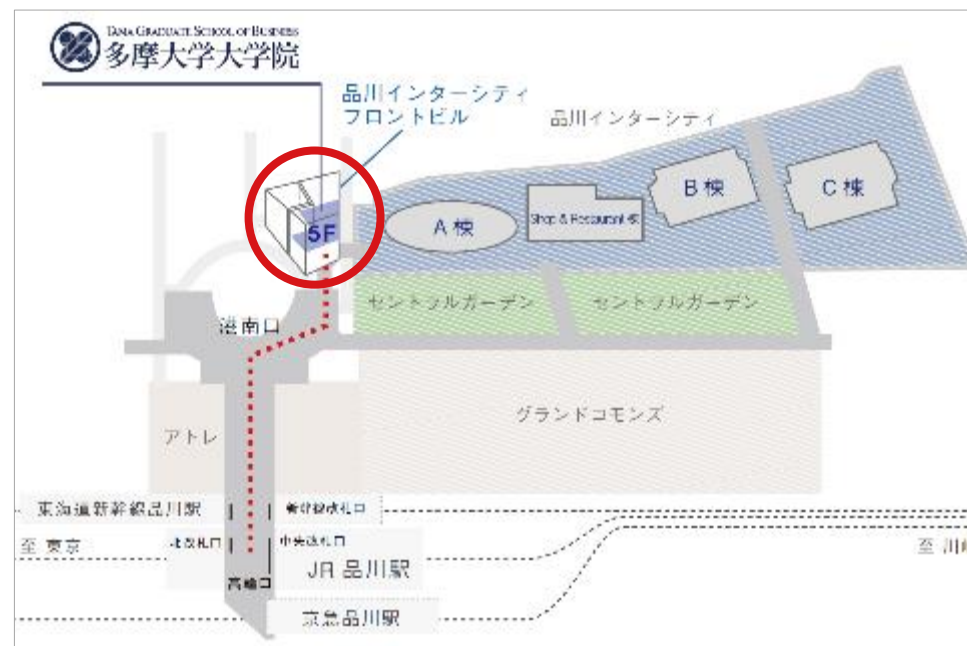 TAMA GRADUATE SCHOOL OF BUSINESS
多摩大学大学院
品川インターシティ
フロントビル
品川インターシティ
5F
A棟
Shop & Restaurant 棟
B棟
C棟
セントラルガーデン
セントラルガーデン
港南口
グランドコモンズ
アトレ
東海道新幹線品川駅
新幹線改札口
至 東京
北改札口
中央改札口
至 川崎
JR 品川駅
高輪口
京急品川駅